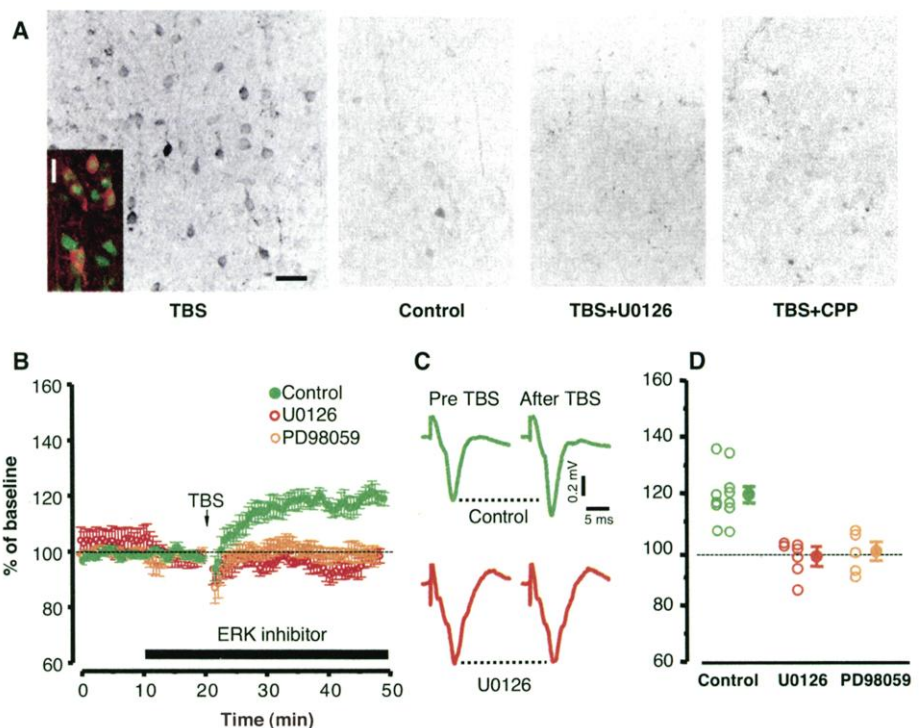 A
TBS
Control
TBS+U0126
TBS+CPP
B
160
140
120
100
80
60
% of baseline
Control
U0126
PD98059
TBS
ERK inhibitor
0
10
20
30
40
50
Time (min)
C
Pre TBS
After TBS
0.2 mV
5 ms
Control
U0126
D
160
140
120
100
80
60
Control
U0126
PD98059